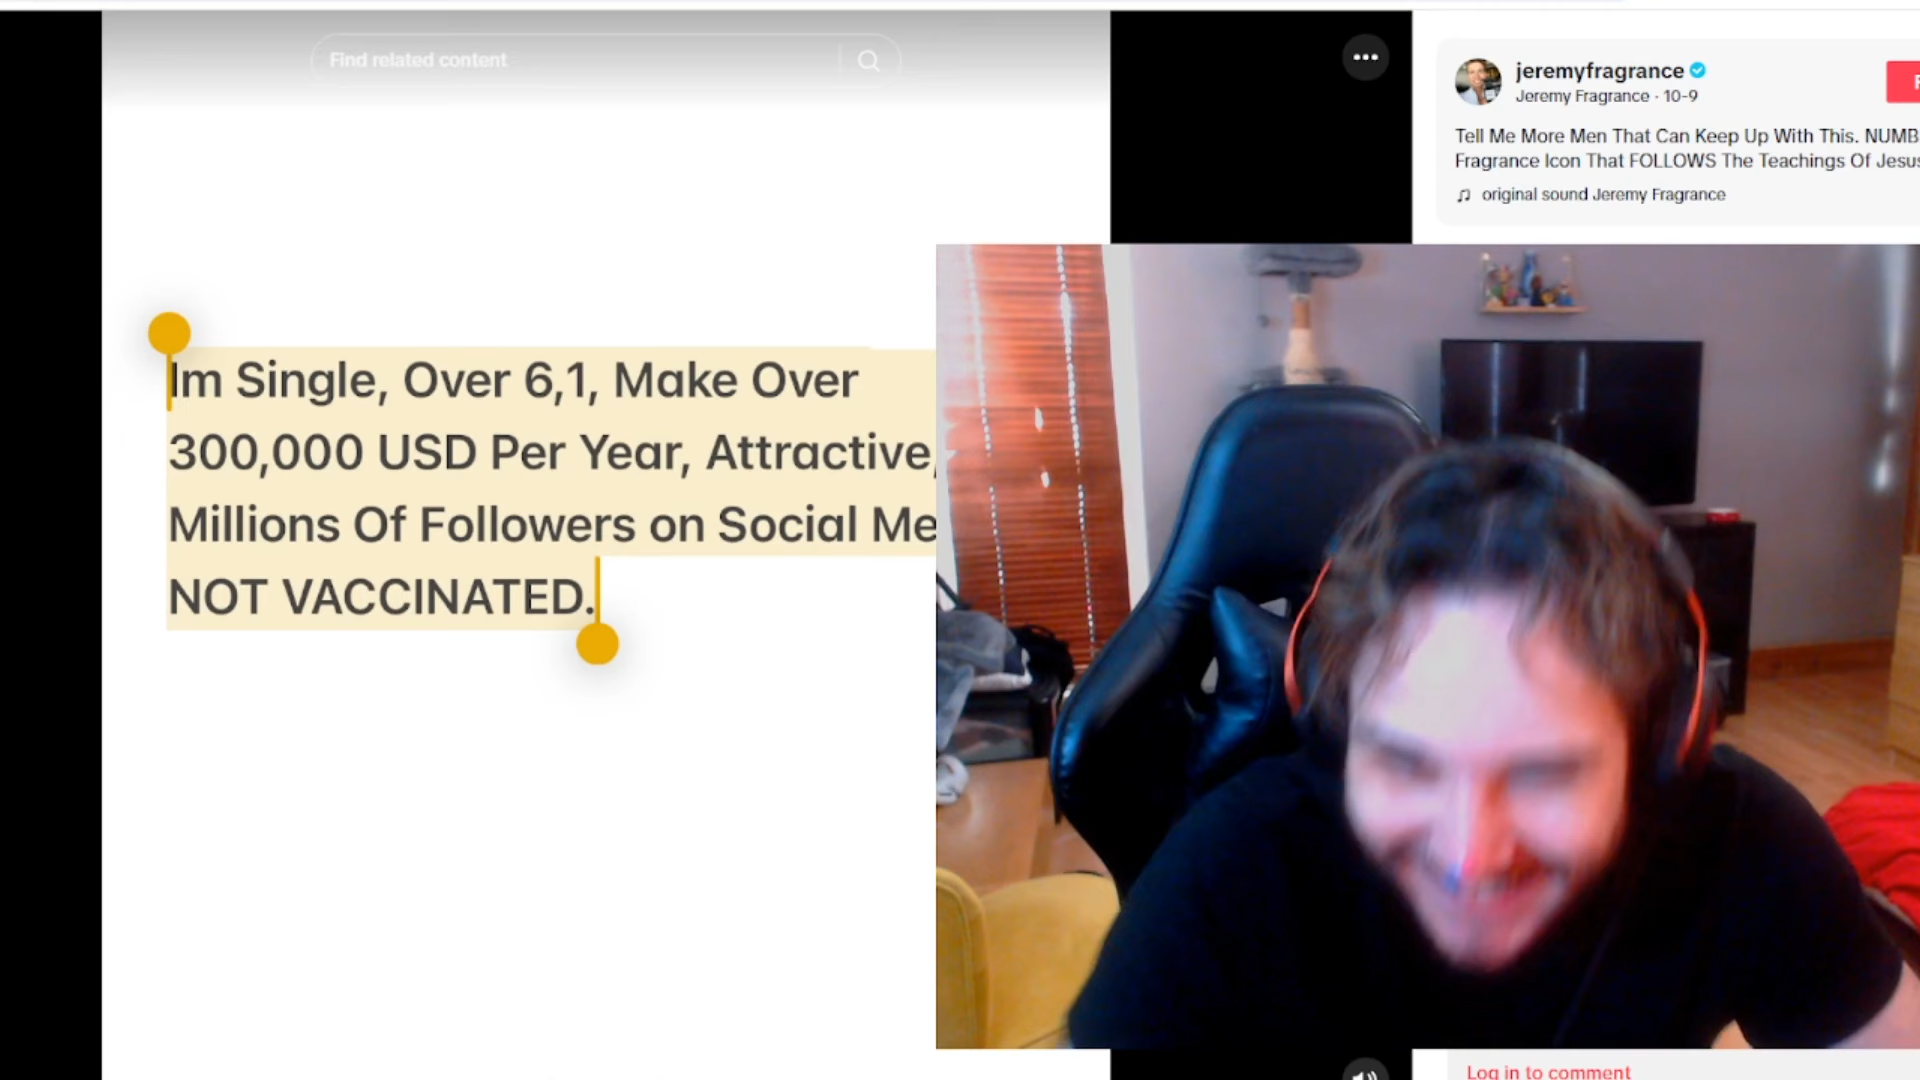 Find related content
Im Single, Over 6,1, Make Over
300,000 USD Per Year, Attractive,
Millions Of Followers on Social Me
NOT VACCINATED.
jeremyfragrance
Jeremy Fragrance · 10-9
Tell Me More Men That Can Keep Up With This. NUMB
Fragrance Icon That FOLLOWS The Teachings Of Jesus
original sound Jeremy Fragrance
Log in to comment